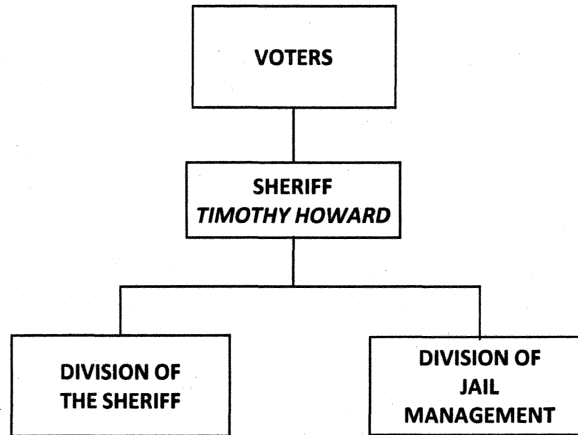 VOTERS
SHERIFF
TIMOTHY HOWARD
DIVISION OF
THE SHERIFF
DIVISION OF
JAIL
MANAGEMENT